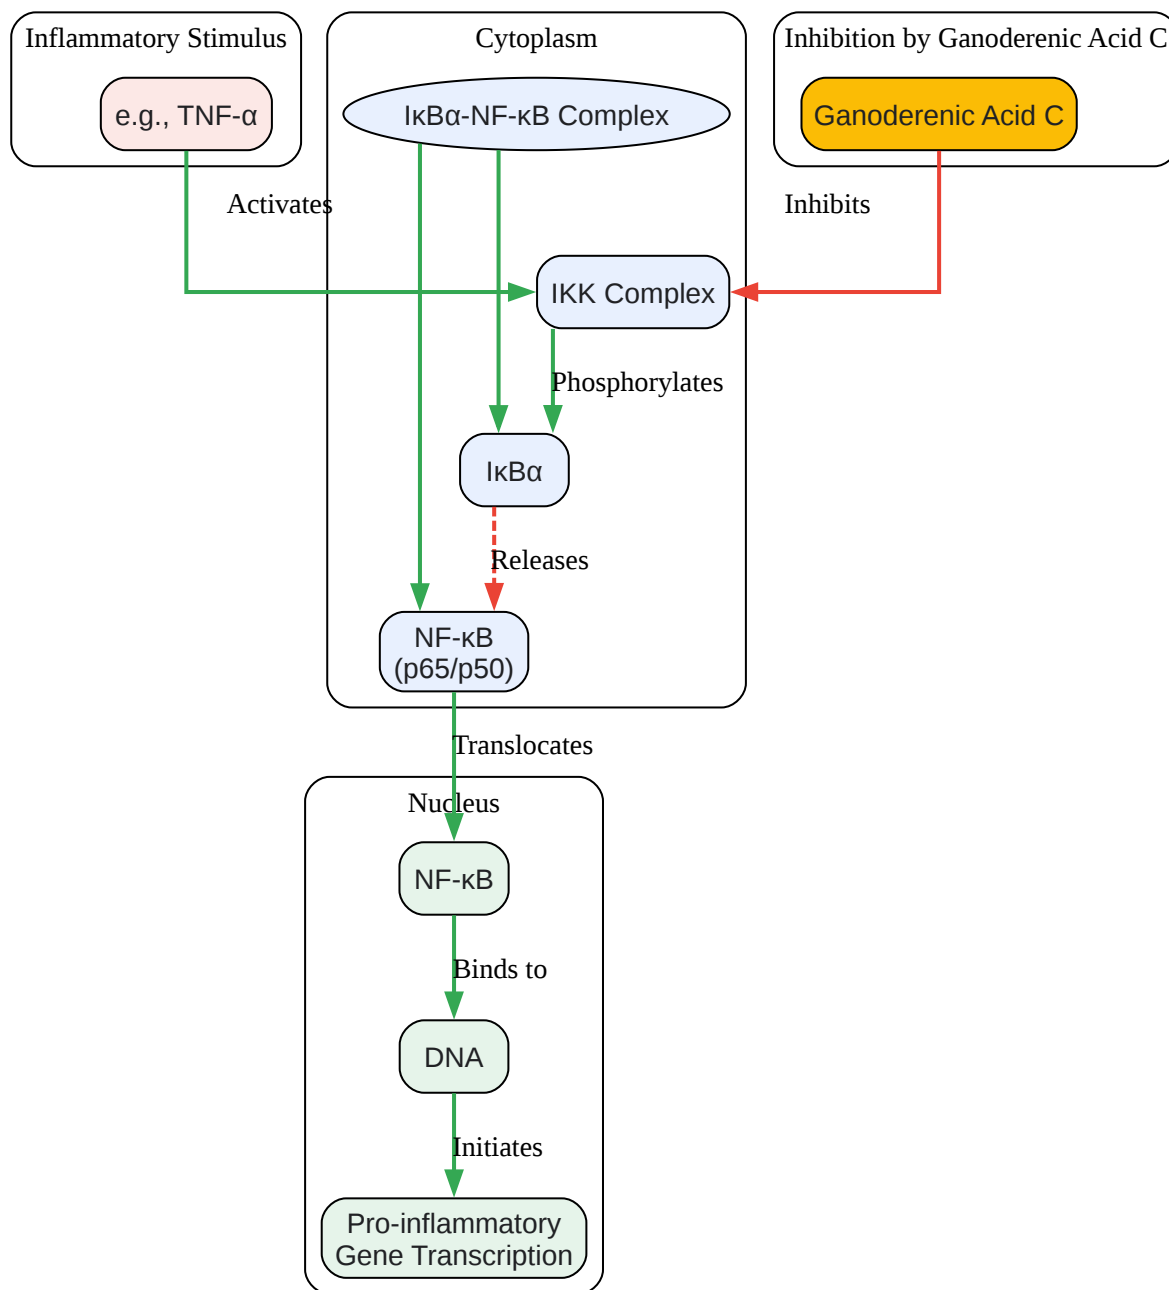 Inflammatory Stimulus
e.g., TNF-α
Activates
Cytoplasm
IκBα-NF-κB Complex
Inhibition by Ganoderenic Acid C
Ganoderenic Acid C
Inhibits
IKK Complex
Phosphorylates
IκBα
Releases
NF-κB
(p65/p50)
Translocates
Nucleus
NF-κB
Binds to
DNA
Initiates
Pro-inflammatory
Gene Transcription